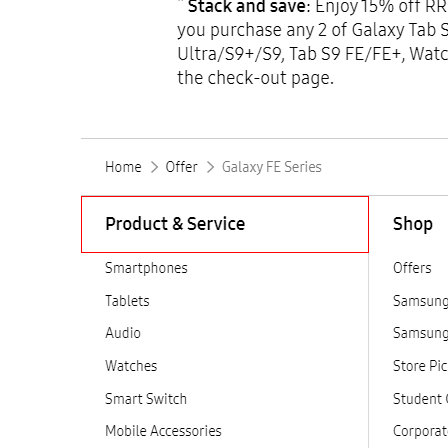 Stack and save: Enjoy 15% off RR
you purchase any 2 of Galaxy Tab S
Ultra/S9+/S9, Tab S9 FE/FE+, Watc
the check-out page.
Home > Offer > Galaxy FE Series
Product & Service
Shop
Smartphones
Offers
Tablets
Samsung
Audio
Samsung
Watches
Store Pic
Smart Switch
Student
Mobile Accessories
Corporat